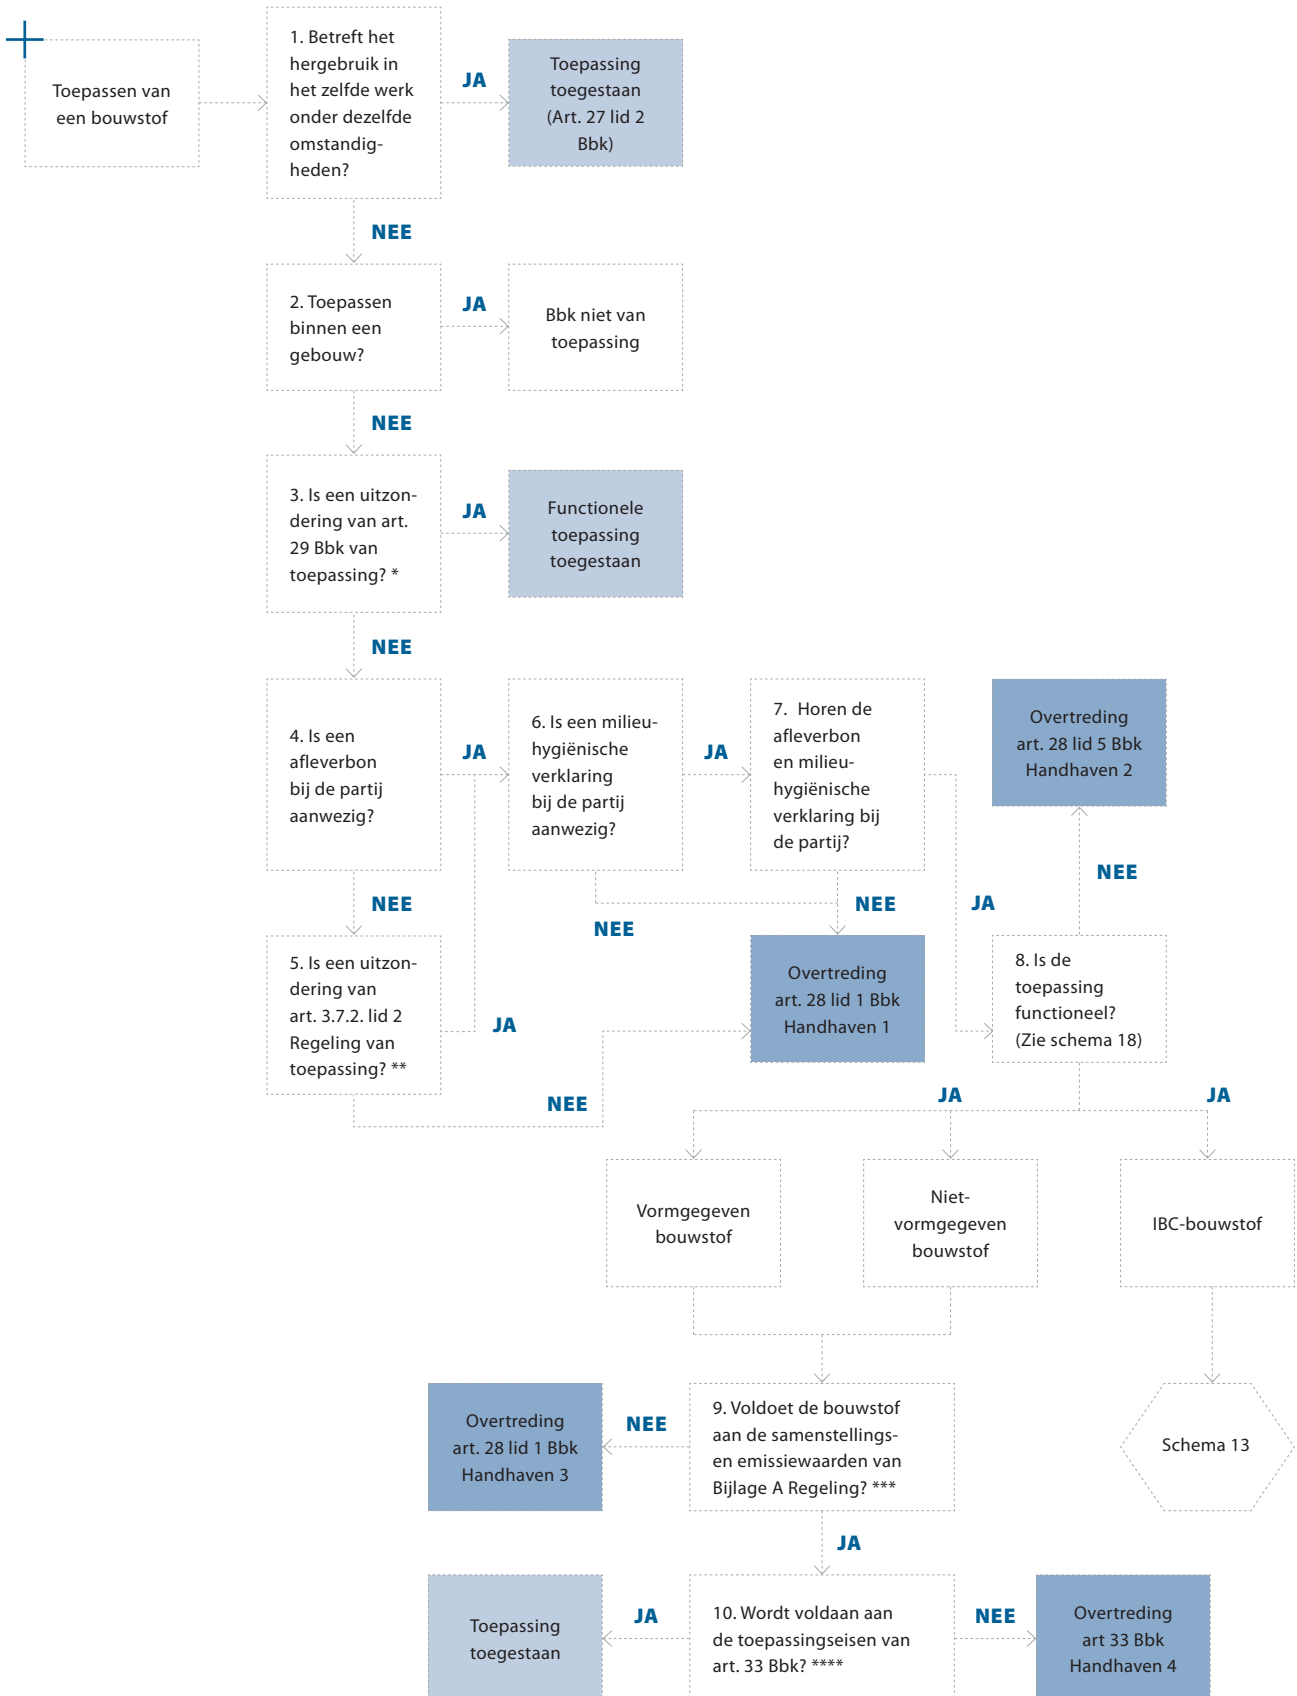 Toepassen van
een bouwstof
1. Betreft het
hergebruik in
het zelfde werk
onder dezelfde
omstandig-
heden?
JA
Toepassing
toegestaan
(Art. 27 lid 2
Bbk)
NEE
2. Toepassen
binnen een
gebouw?
JA
Bbk niet van
toepassing
NEE
3. Is een uitzon-
dering van art.
29 Bbk van
toepassing? *
JA
Functionele
toepassing
toegestaan
NEE
4. Is een
afleverbon
bij de partij
aanwezig?
JA
6. Is een milieu-
hygiënische
verklaring
bij de partij
aanwezig?
JA
7. Horen de
afleverbon
en milieu-
hygiënische
verklaring bij
de partij?
Overtreding
art. 28 lid 5 Bbk
Handhaven 2
NEE
NEE
NEE
NEE
JA
5. Is een uitzon-
dering van
art. 3.7.2. lid 2
Regeling van
toepassing? **
JA
NEE
Overtreding
art. 28 lid 1 Bbk
Handhaven 1
8. Is de
toepassing
functioneel?
(Zie schema 18)
JA
JA
Vormgegeven
bouwstof
Niet-
vormgegeven
bouwstof
IBC-bouwstof
Overtreding
art. 28 lid 1 Bbk
Handhaven 3
NEE
9. Voldoet de bouwstof
aan de samenstellings-
en emissiewaarden van
Bijlage A Regeling? ***
Schema 13
JA
Toepassing
toegestaan
JA
10. Wordt voldaan aan
de toepassingseisen van
art. 33 Bbk? ****
NEE
Overtreding
art 33 Bbk
Handhaven 4